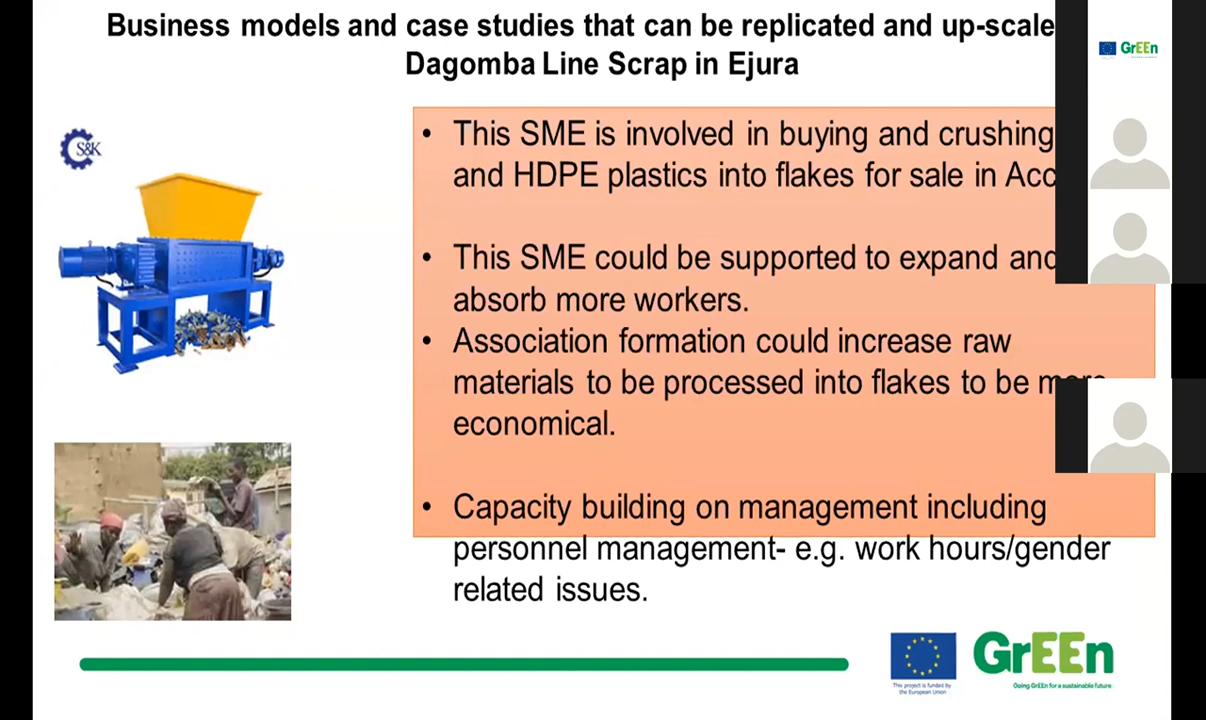 Business models and case studies that can be replicated and up-scale
Dagomba Line Scrap in Ejura
GrEEn
S&K
• This SME is involved in buying and crushing
and HDPE plastics into flakes for sale in Acc
• This SME could be supported to expand and
absorb more workers.
• Association formation could increase raw
materials to be processed into flakes to be more
economical.
• Capacity building on management including
personnel management- e.g. work hours/gender
related issues.
GrEEn
This project is funded by
the European Union
Going GrEEn for a sustainable future